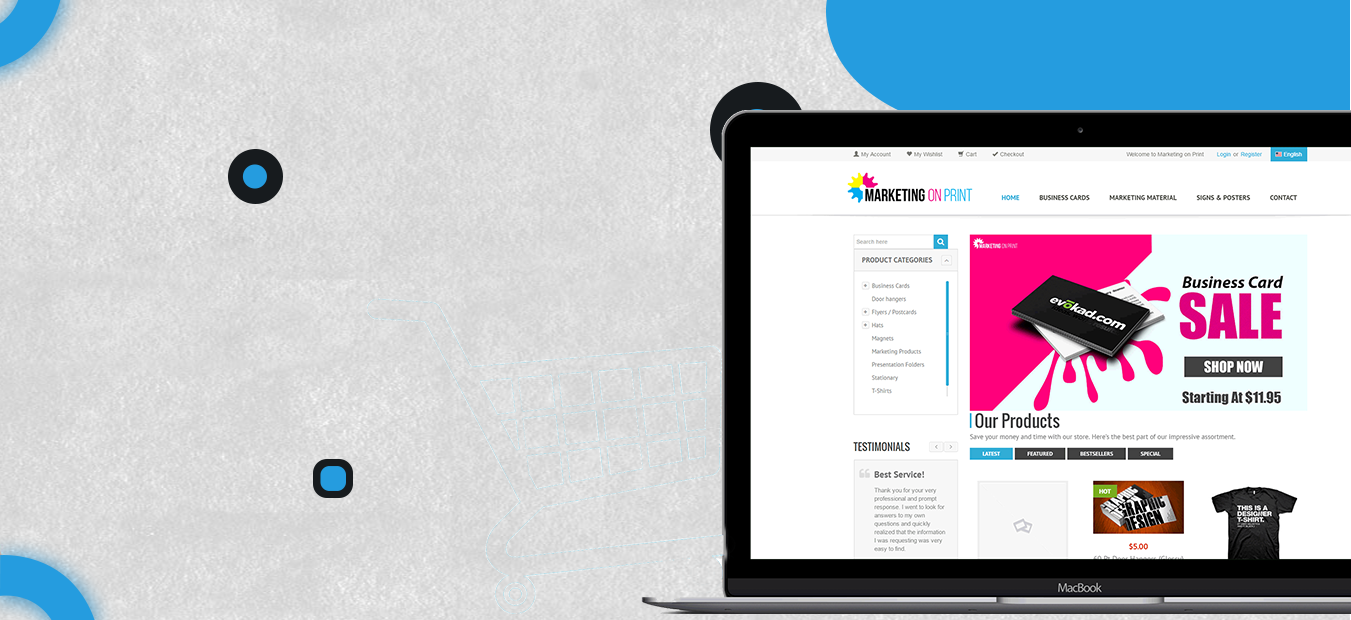 My Account
My Wishlist
Cart
Checkout
Welcome to Marketing on Print
Login or Register
English
MARKETING ON PRINT
HOME
BUSINESS CARDS
MARKETING MATERIAL
SIGNS & POSTERS
CONTACT
Search here
PRODUCT CATEGORIES
Business Cards
Door hangers
Flyers / Postcards
Hats
Magnets
Marketing Products
Presentation Folders
Stationary
T-Shirts
TESTIMONIALS
Best Service!
Thank you for your very
professional and prompt
response. I went to look for
answers to my own
questions and quickly
realized that the information
I was requesting was very
easy to find.
MARKETING ON PRINT
evōkad.com
Business Card
SALE
SHOP NOW
Starting At $11.95
Our Products
Save your money and time with our store. Here's the best part of our impressive assortment.
LATEST
FEATURED
BESTSELLERS
SPECIAL
HOT
GRAPHIC
DESIGN
$5.00
THIS IS A
DESIGNER
T-SHIRT.
MacBook